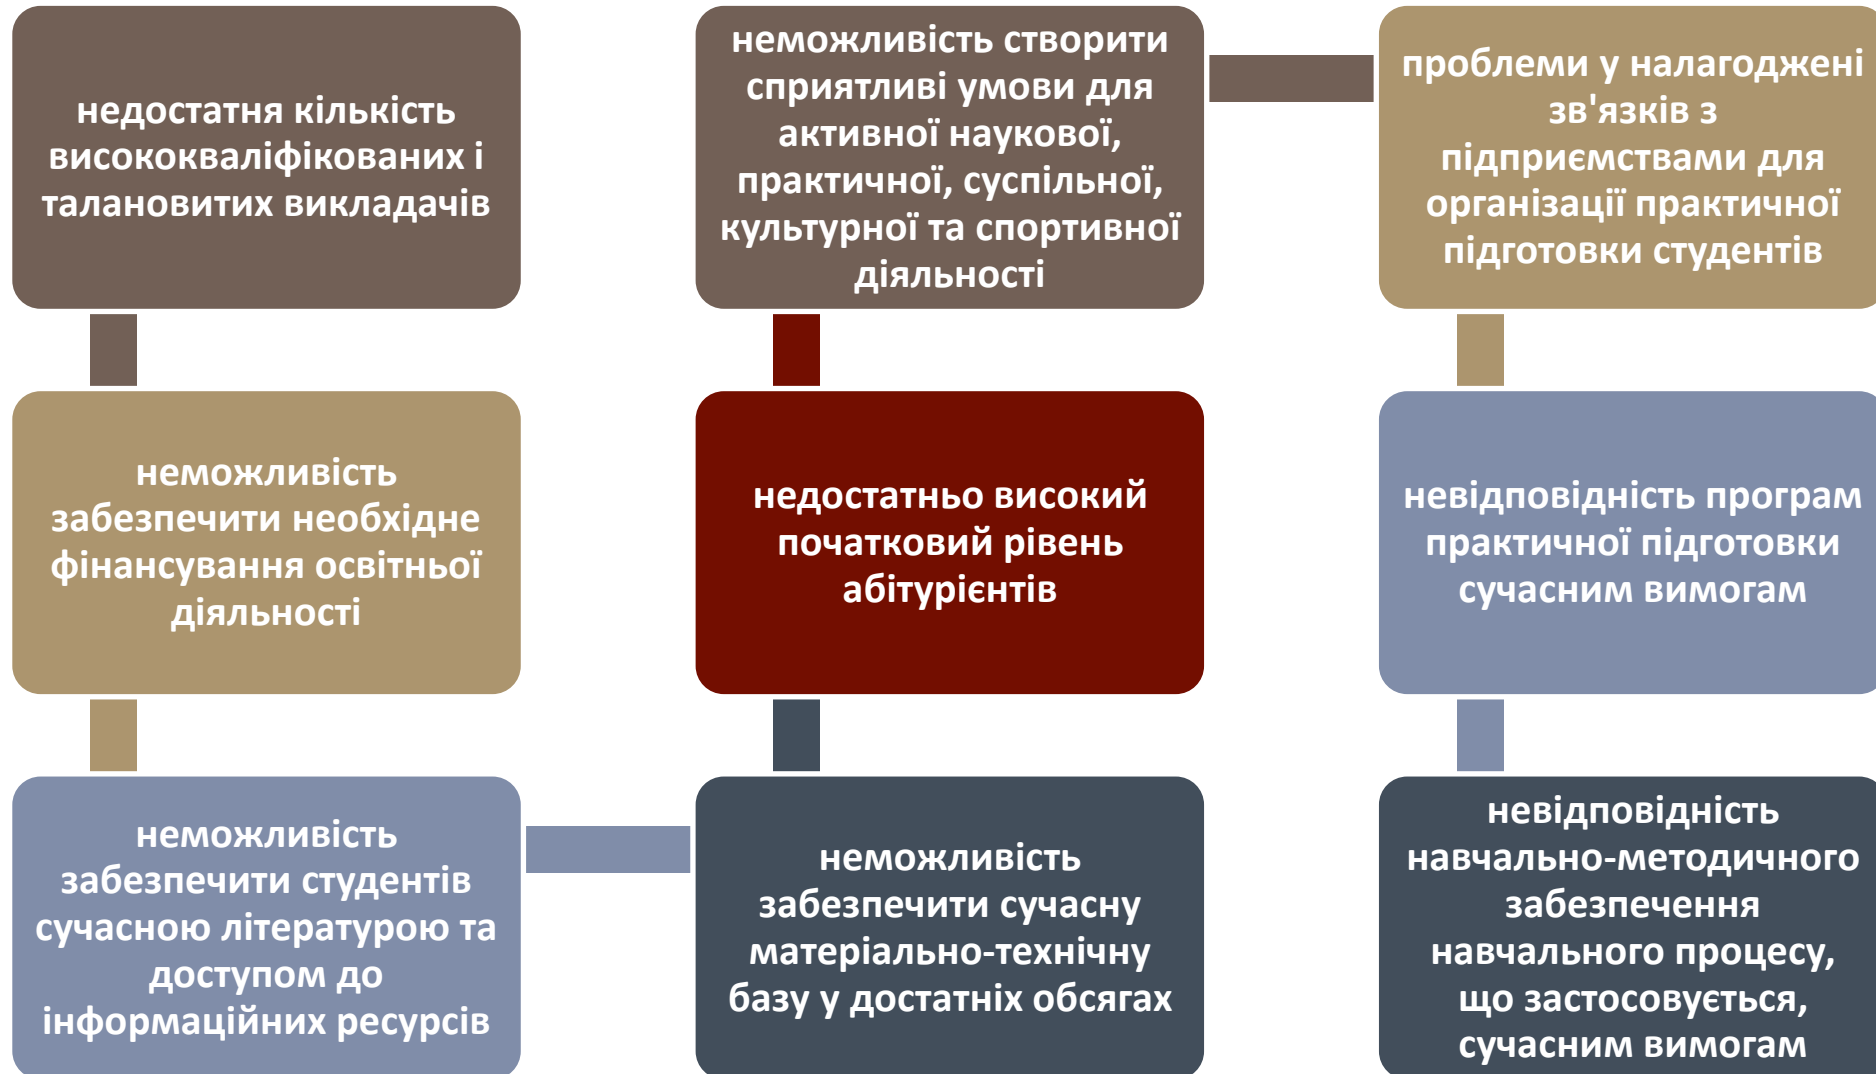 недостатня кількість
висококваліфікованих і
талановитих викладачів
неможливість
забезпечити необхідне
фінансування освітньої
діяльності
неможливість
забезпечити студентів
сучасною літературою та
доступом до
інформаційних ресурсів
неможливість
забезпечити сучасну
матеріально-технічну
базу у достатніх обсягах
недостатньо високий
початковий рівень
абітурієнтів
неможливість створити
сприятливі умови для
активної наукової,
практичної, суспільної,
культурної та спортивної
діяльності
проблеми у налагоджені
зв'язків з
підприємствами для
організації практичної
підготовки студентів
невідповідність програм
практичної підготовки
сучасним вимогам
невідповідність
навчально-методичного
забезпечення
навчального процесу,
що застосовується,
сучасним вимогам